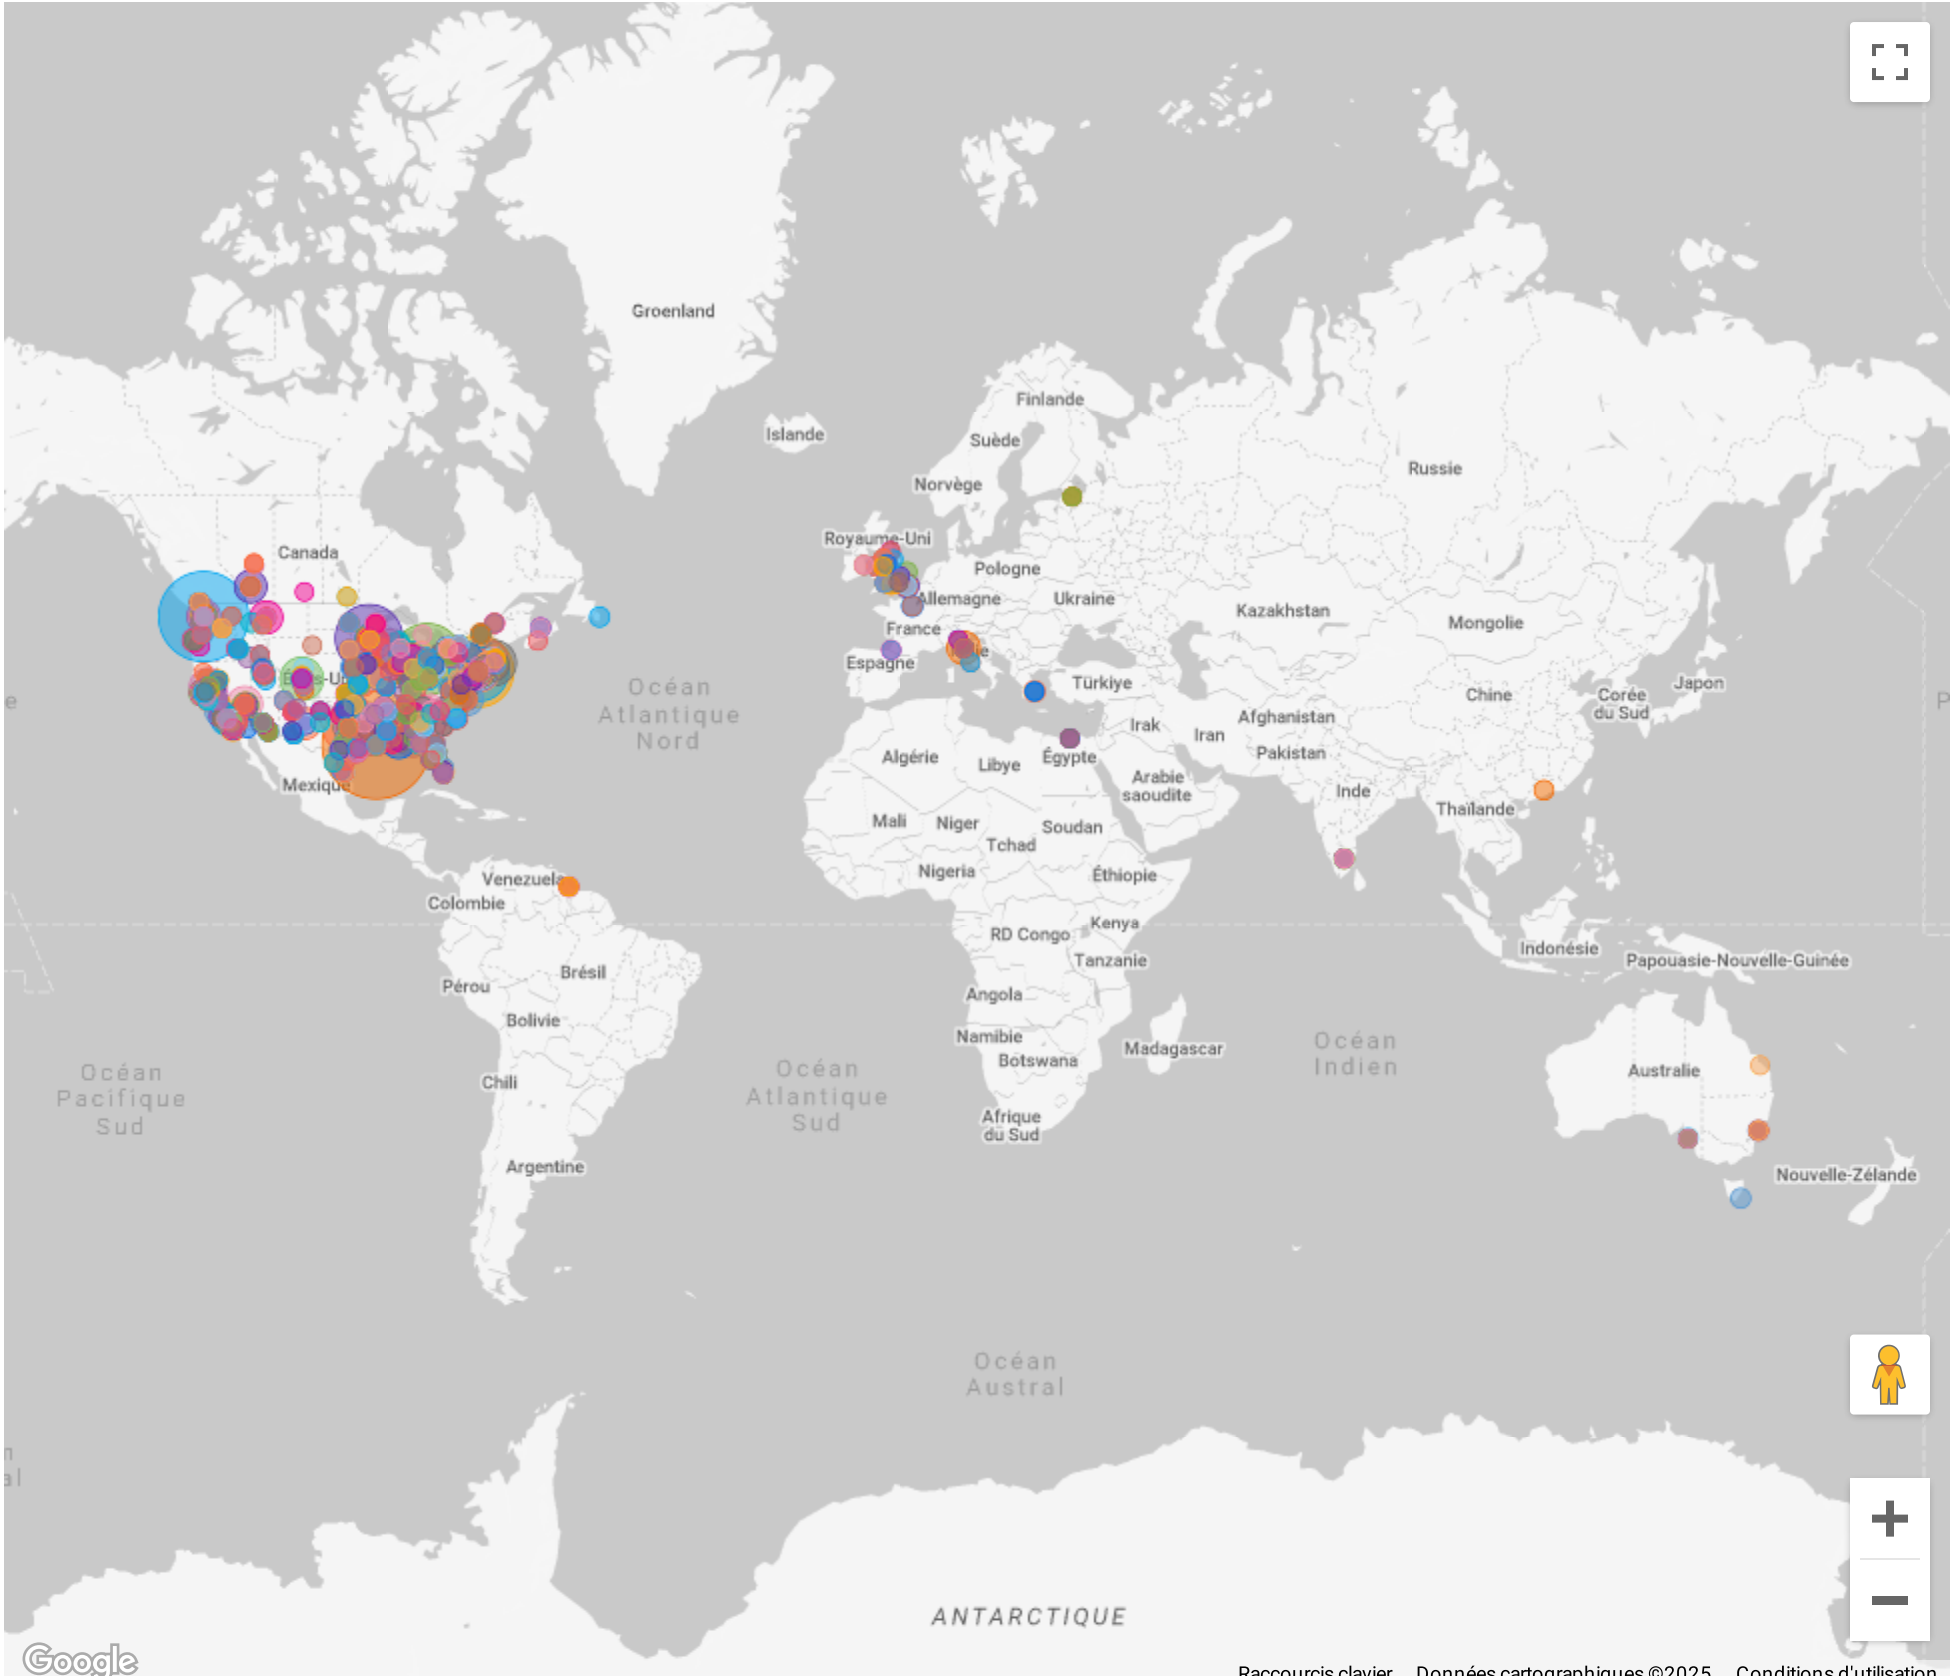 Groenland
Islande
Finlande
Suède
Norvège
Russie
Canada
Royaume-Uni
Pologne
Allemagne
Ukraine
Kazakhstan
Mongolie
France
Espagne
Türkiye
Océan
Atlantique
Nord
Chine
Corée
du Sud
Japon
Afghanistan
Irak
Iran
Pakistan
Algérie
Libye
Égypte
Arabie
saoudite
Inde
Thaïlande
Mexique
Mali
Niger
Soudan
Tchad
Nigeria
Éthiopie
Venezuela
Colombie
RD Congo
Kenya
Tanzanie
Indonésie
Papouasie-Nouvelle-Guinée
Brésil
Pérou
Bolivie
Angola
Namibie
Botswana
Madagascar
Océan
Indien
Australie
Océan
Pacifique
Sud
Chili
Océan
Atlantique
Sud
Afrique
du Sud
Argentine
Nouvelle-Zélande
Océan
Austral
ANTARCTIQUE
Google
Raccourcis clavier
Données cartographiques ©2025
Conditions d'utilisation